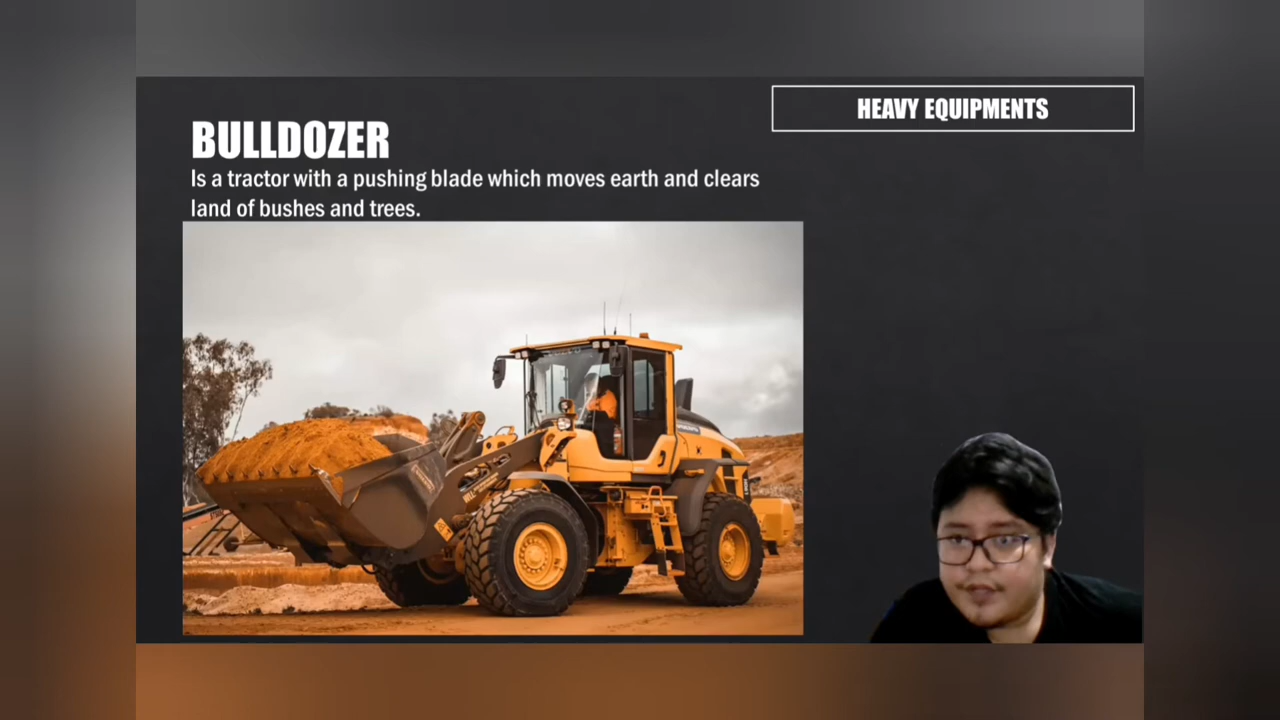 HEAVY EQUIPMENTS
BULLDOZER
Is a tractor with a pushing blade which moves earth and clears
land of bushes and trees.